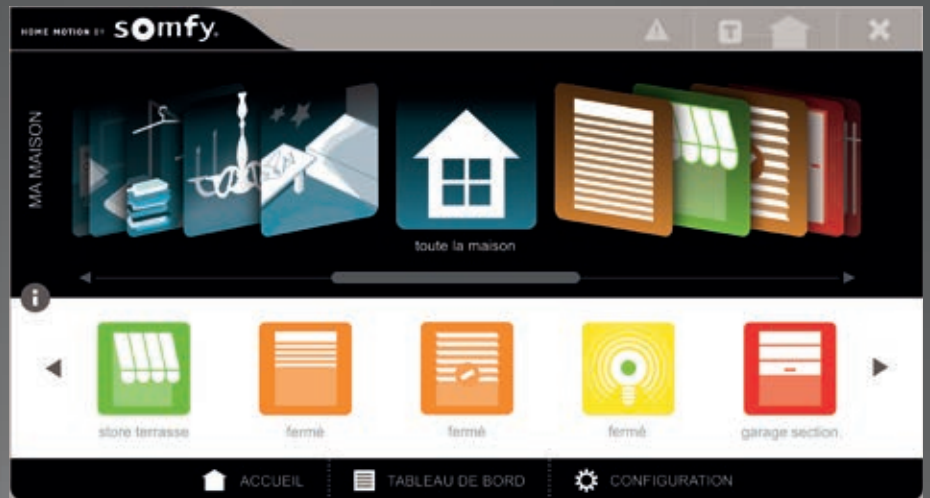 HOME MOTION BY somfy.
T
MA MAISON
toute la maison
i
store terrasse
fermé
fermé
fermé
garage section.
ACCUEIL
TABLEAU DE BORD
CONFIGURATION